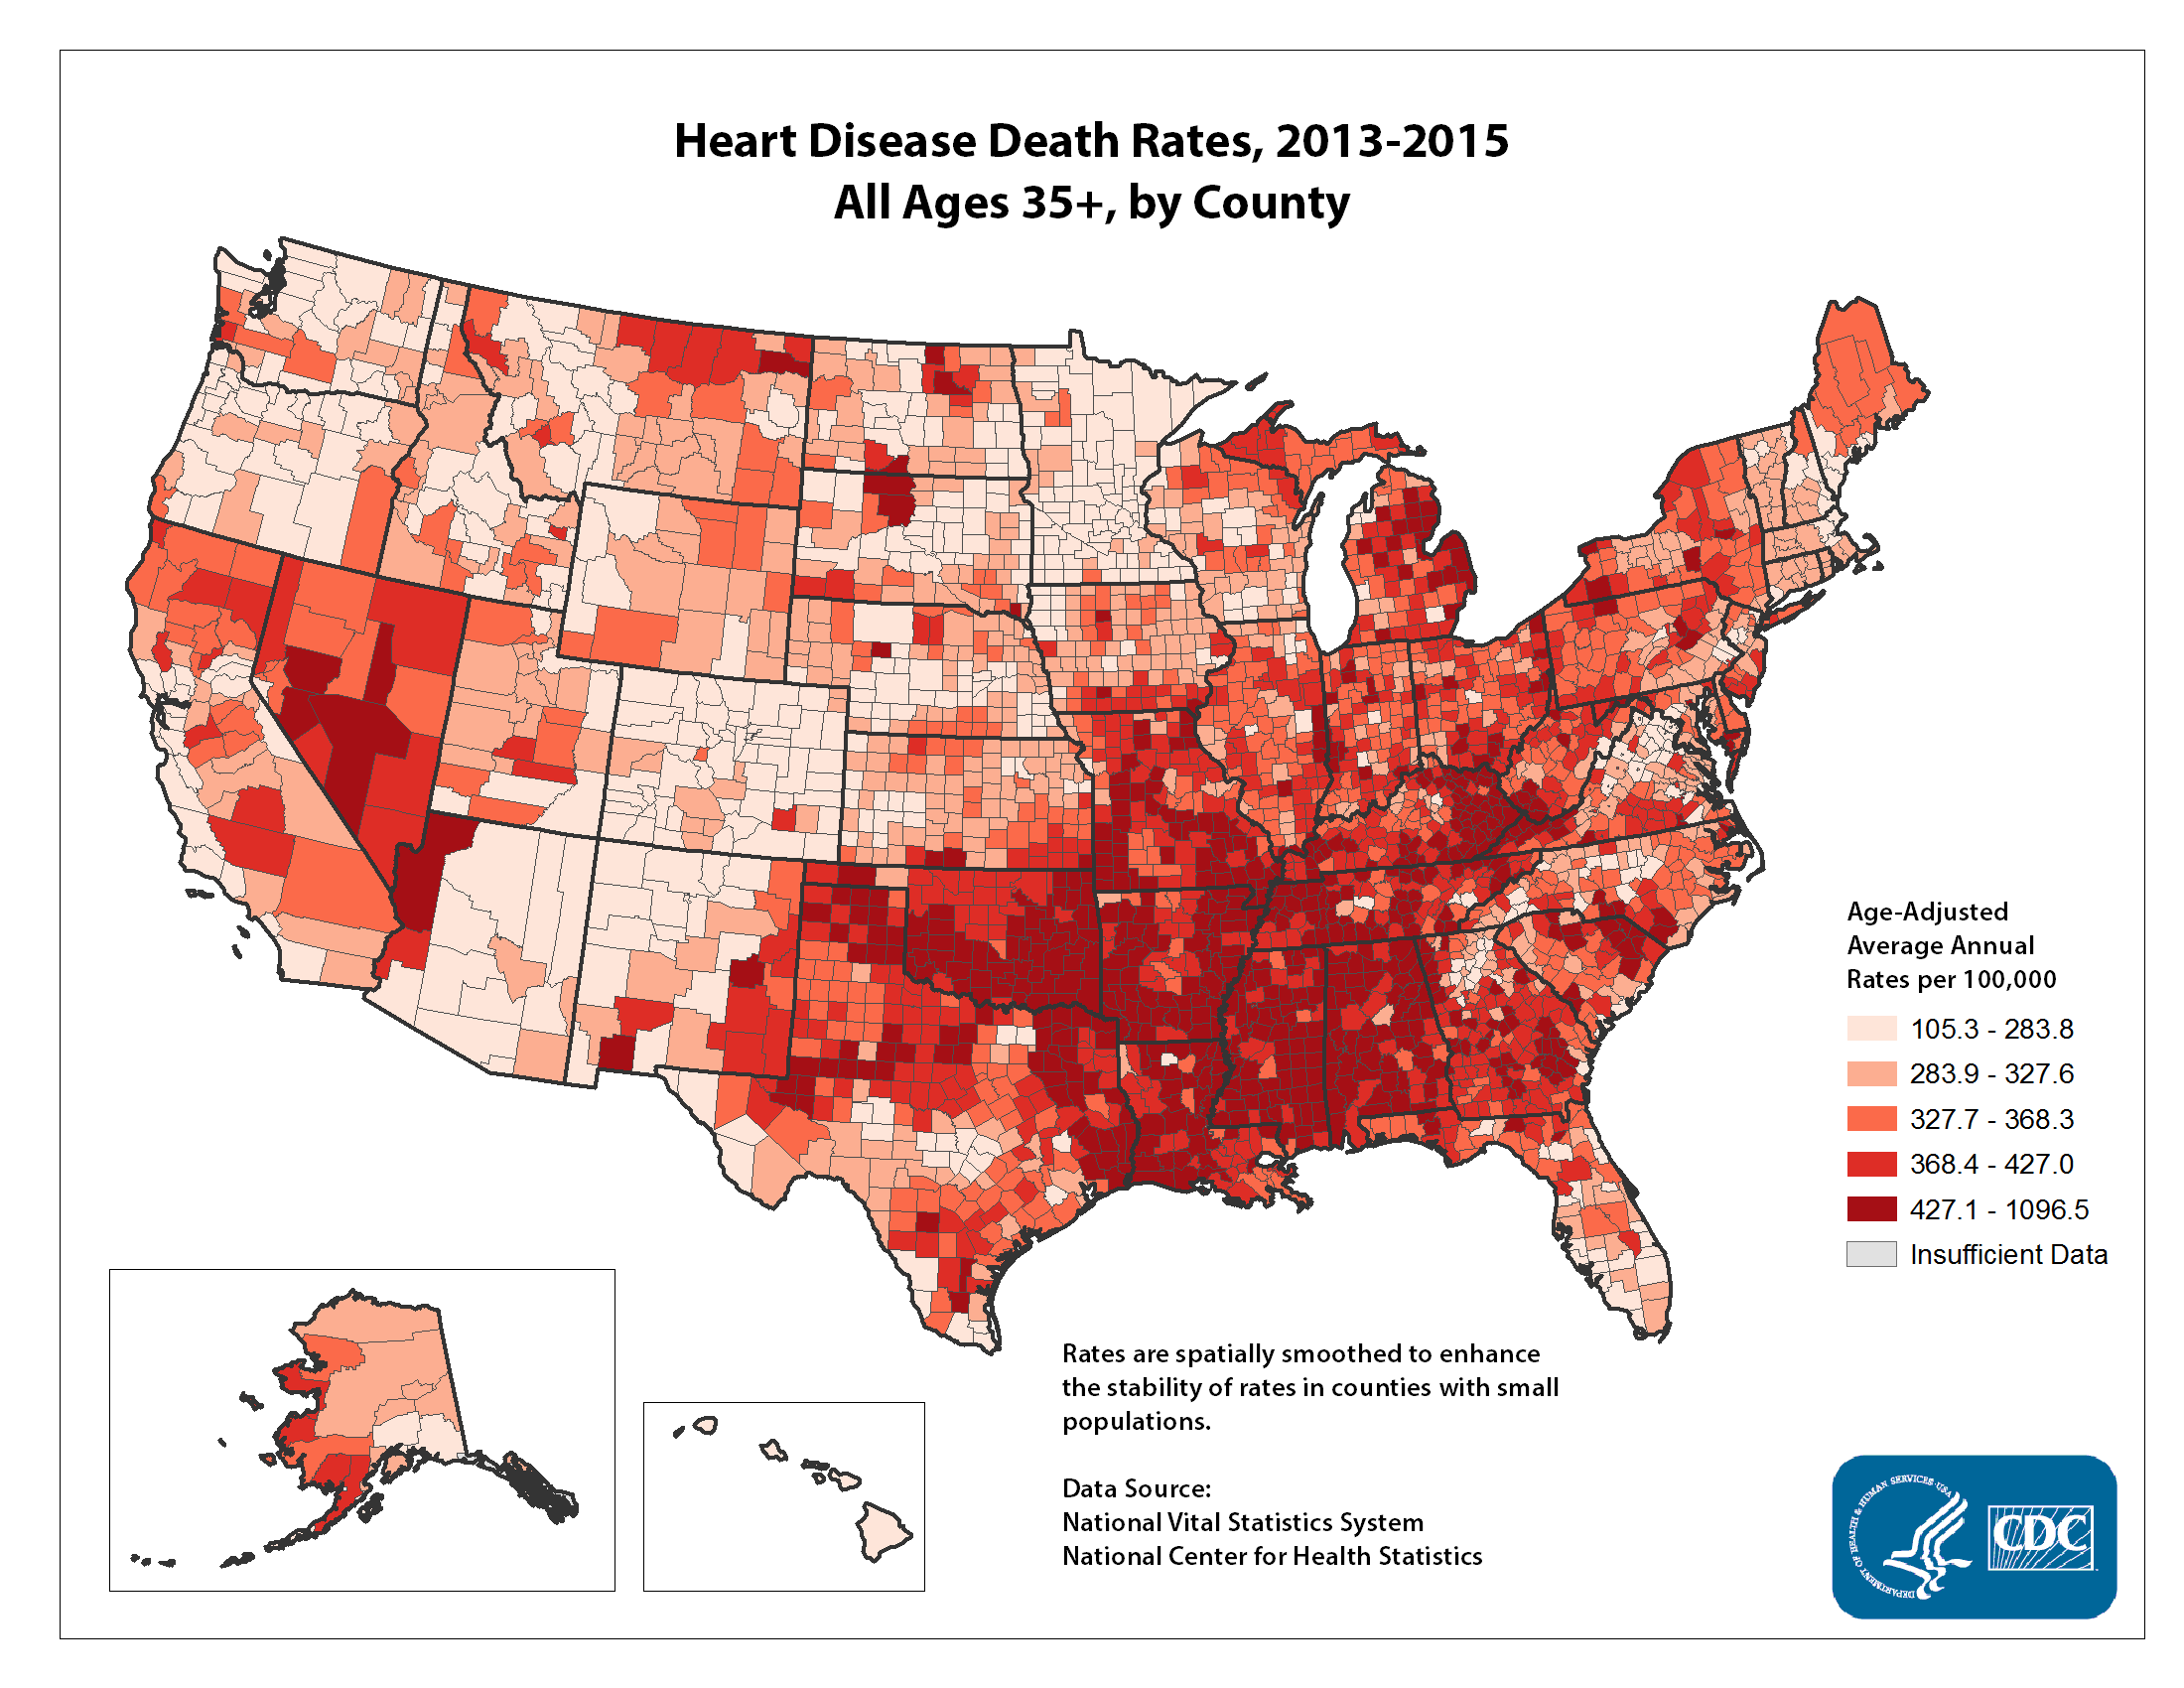 Heart Disease Death Rates, 2013-2015
All Ages 35+, by County
Age-Adjusted
Average Annual
Rates per 100,000
105.3 - 283.8
283.9 - 327.6
327.7 - 368.3
368.4 - 427.0
427.1 - 1096.5
Insufficient Data
Rates are spatially smoothed to enhance
the stability of rates in counties with small
populations.
Data Source:
National Vital Statistics System
National Center for Health Statistics
DEPARTMENT OF HEALTH & HUMAN SERVICES·USA
CDC